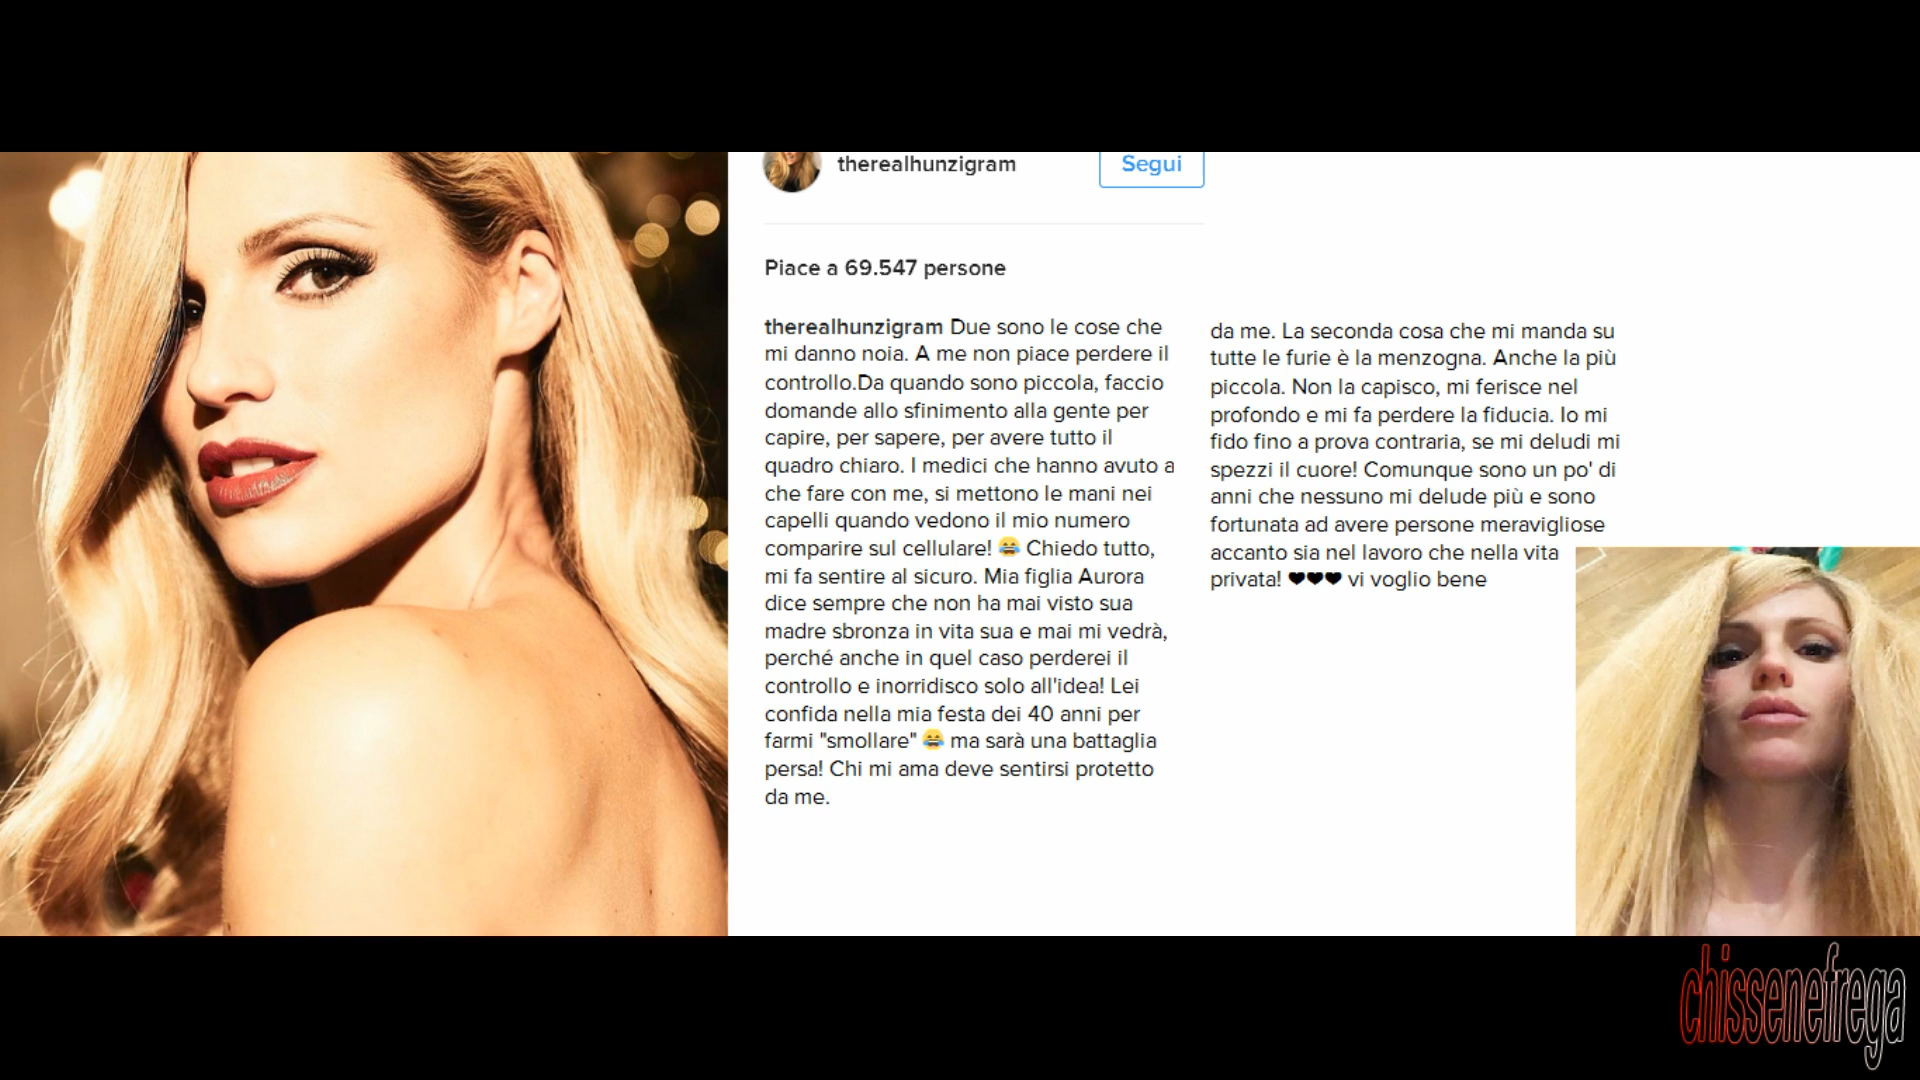 therealhunzigram
Segui
Piace a 69.547 persone
therealhunzigram Due sono le cose che
mi danno noia. A me non piace perdere il
controllo.Da quando sono piccola, faccio
domande allo sfinimento alla gente per
capire, per sapere, per avere tutto il
quadro chiaro. I medici che hanno avuto a
che fare con me, si mettono le mani nei
capelli quando vedono il mio numero
comparire sul cellulare! 😂 Chiedo tutto,
mi fa sentire al sicuro. Mia figlia Aurora
dice sempre che non ha mai visto sua
madre sbronza in vita sua e mai mi vedrà,
perché anche in quel caso perderei il
controllo e inorridisco solo all'idea! Lei
confida nella mia festa dei 40 anni per
farmi "smollare" 😂 ma sarà una battaglia
persa! Chi mi ama deve sentirsi protetto
da me.
da me. La seconda cosa che mi manda su
tutte le furie è la menzogna. Anche la più
piccola. Non la capisco, mi ferisce nel
profondo e mi fa perdere la fiducia. Io mi
fido fino a prova contraria, se mi deludi mi
spezzi il cuore! Comunque sono un po' di
anni che nessuno mi delude più e sono
fortunata ad avere persone meravigliose
accanto sia nel lavoro che nella vita
privata! ❤❤❤ vi voglio bene
chissenefrega